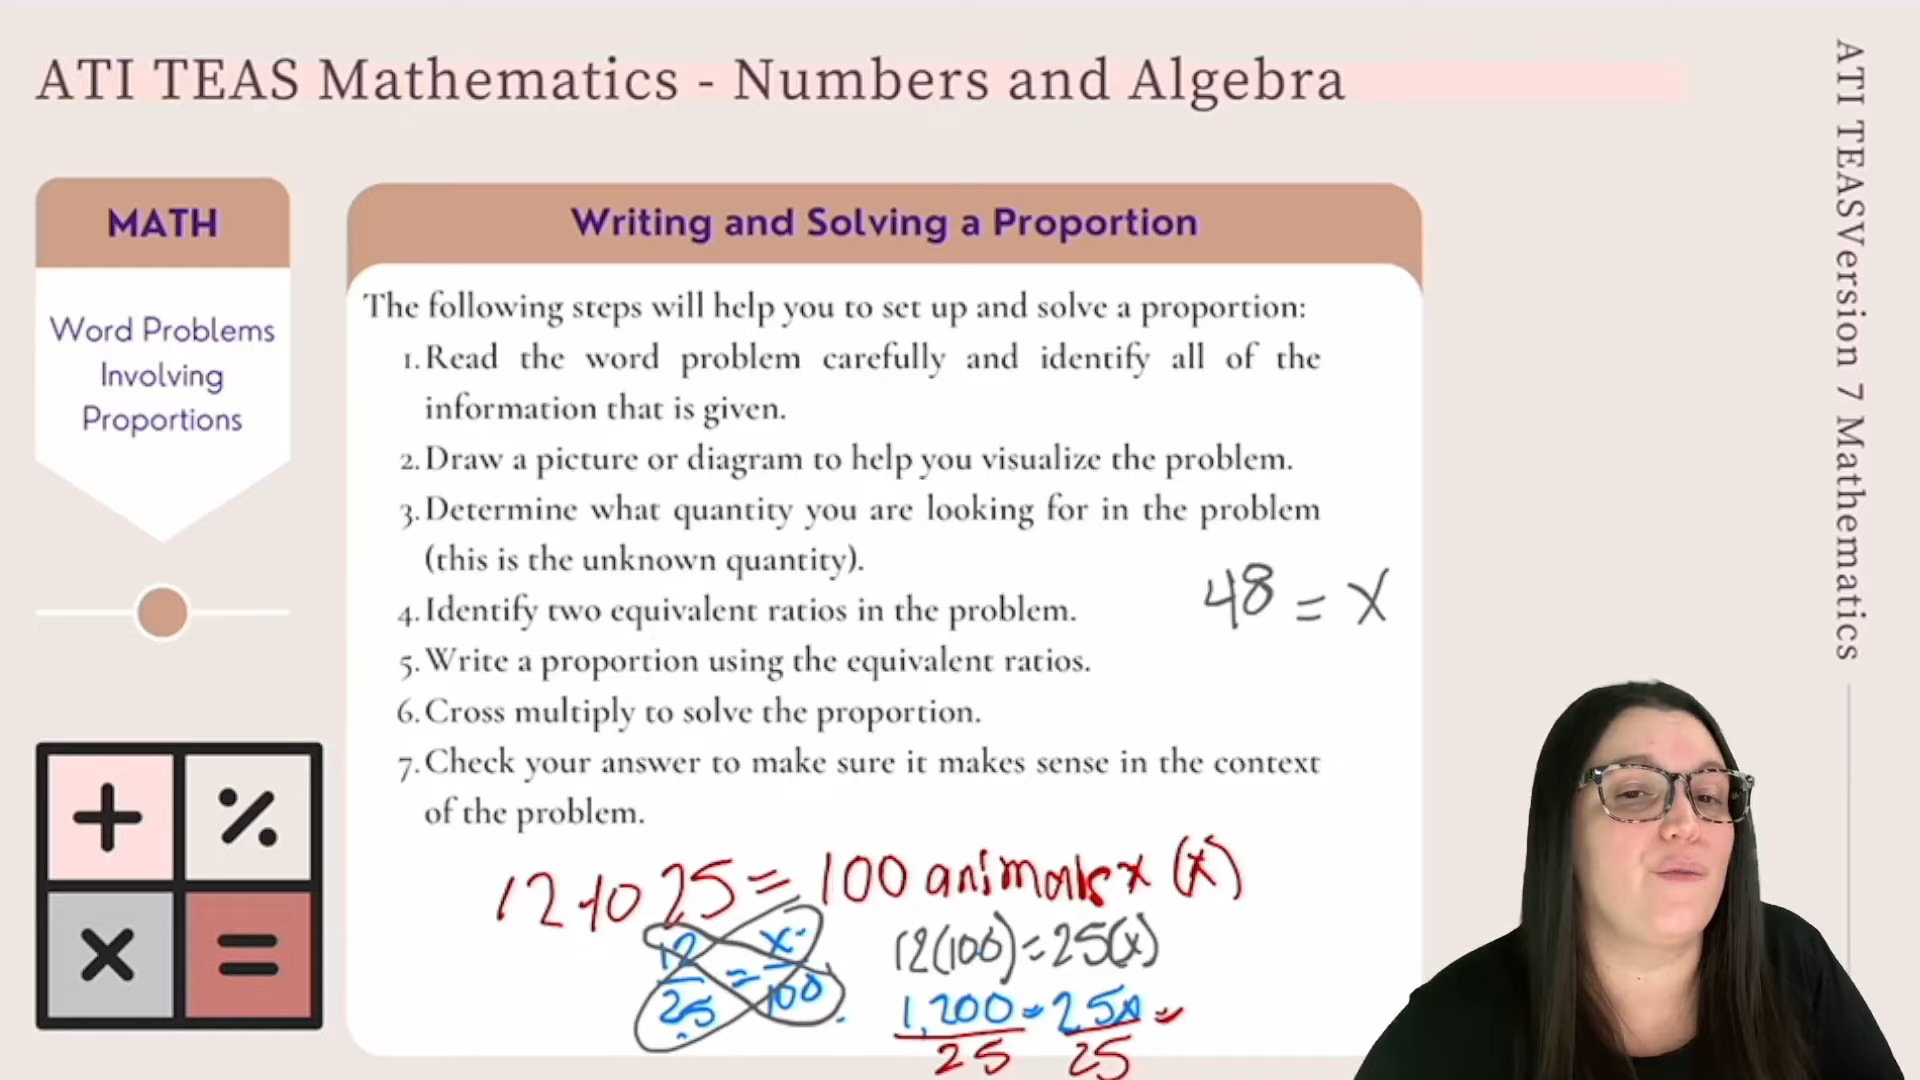 ATI TEAS Mathematics - Numbers and Algebra
ATI TEASVersion 7 Mathematics
MATH
Word Problems
Involving
Proportions
Writing and Solving a Proportion
The following steps will help you to set up and solve a proportion:
1. Read the word problem carefully and identify all of the
information that is given.
2. Draw a picture or diagram to help you visualize the problem.
3. Determine what quantity you are looking for in the problem
(this is the unknown quantity).
4. Identify two equivalent ratios in the problem.
5. Write a proportion using the equivalent ratios.
6. Cross multiply to solve the proportion.
7. Check your answer to make sure it makes sense in the context
of the problem.
48 = X
12 to 25 = 100 animals x (x)
12/25 = x/100
12(100) = 25(x)
1,200/25 = 25x/25
+ %
× =